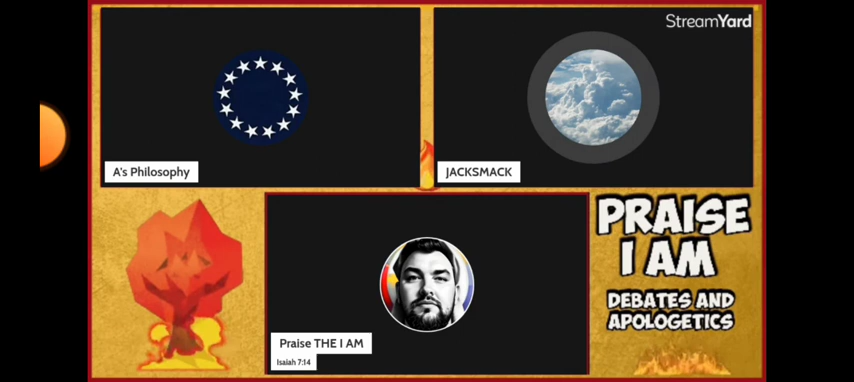 StreamYard
A's Philosophy
JACKSMACK
PRAISE
I AM
DEBATES AND
APOLOGETICS
Praise THE I AM
Isaiah 7:14